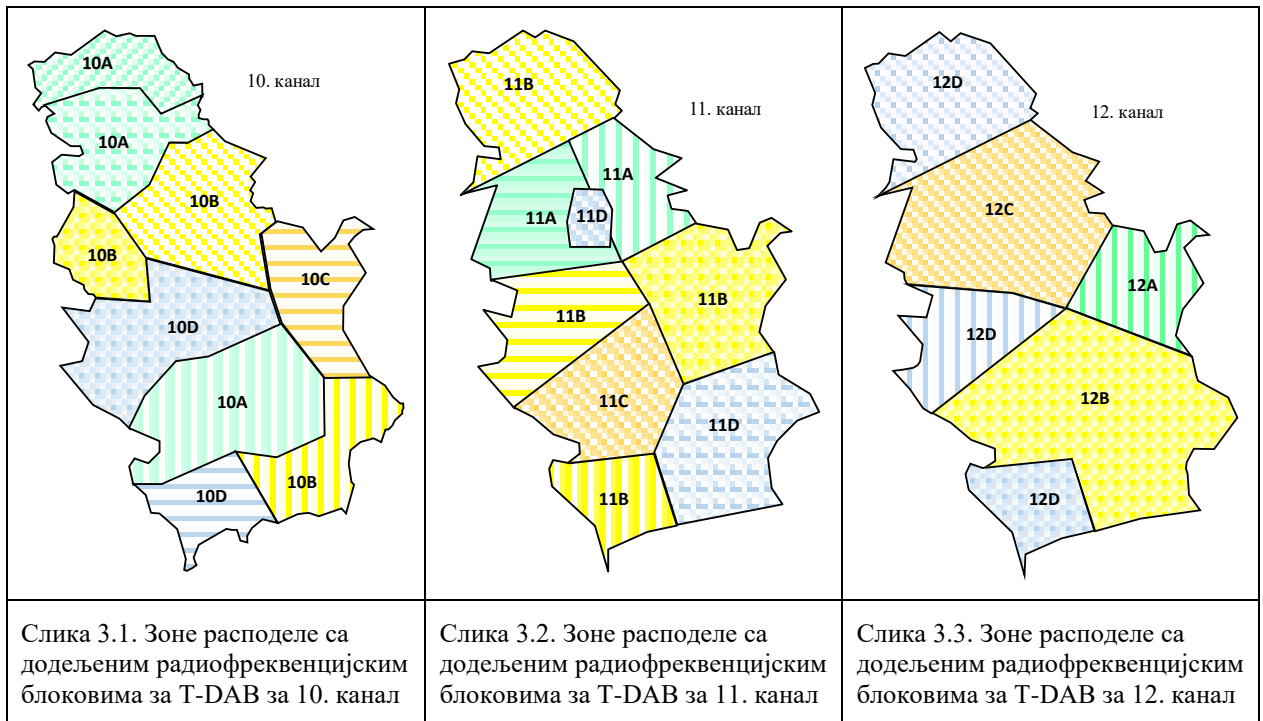 10A
10. канал
10A
10B
10B
10C
10D
10A
10B
10D
11B
11. канал
11A
11A
11D
11B
11B
11C
11D
11B
12D
12. канал
12C
12A
12D
12B
12D
Слика 3.1. Зоне расподеле са
додељеним радиофреквенцијским
блоковима за T-DAB за 10. канал
Слика 3.2. Зоне расподеле са
додељеним радиофреквенцијским
блоковима за T-DAB за 11. канал
Слика 3.3. Зоне расподеле са
додељеним радиофреквенцијским
блоковима за T-DAB за 12. канал